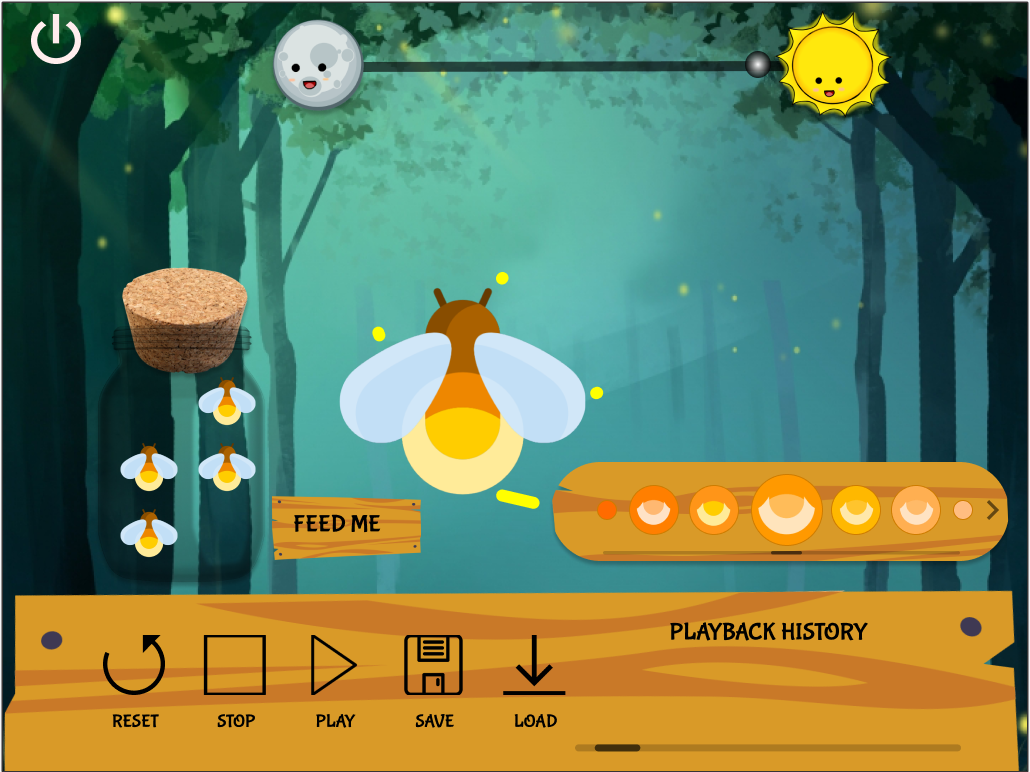 FEED ME
PLAYBACK HISTORY
RESET
STOP
PLAY
SAVE
LOAD